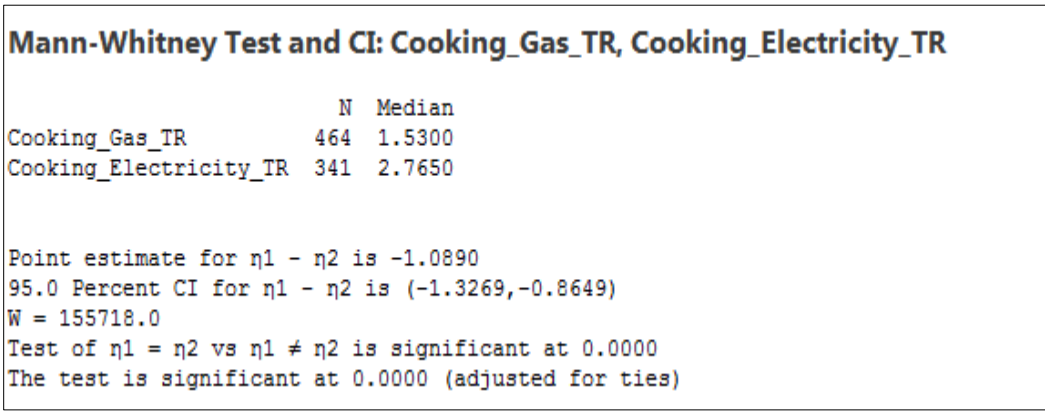 Mann-Whitney Test and CI: Cooking_Gas_TR, Cooking_Electricity_TR
N Median
Cooking_Gas_TR 464 1.5300
Cooking_Electricity_TR 341 2.7650
Point estimate for η1 - η2 is -1.0890
95.0 Percent CI for η1 - η2 is (-1.3269,-0.8649)
W = 155718.0
Test of η1 = η2 vs η1 ≠ η2 is significant at 0.0000
The test is significant at 0.0000 (adjusted for ties)